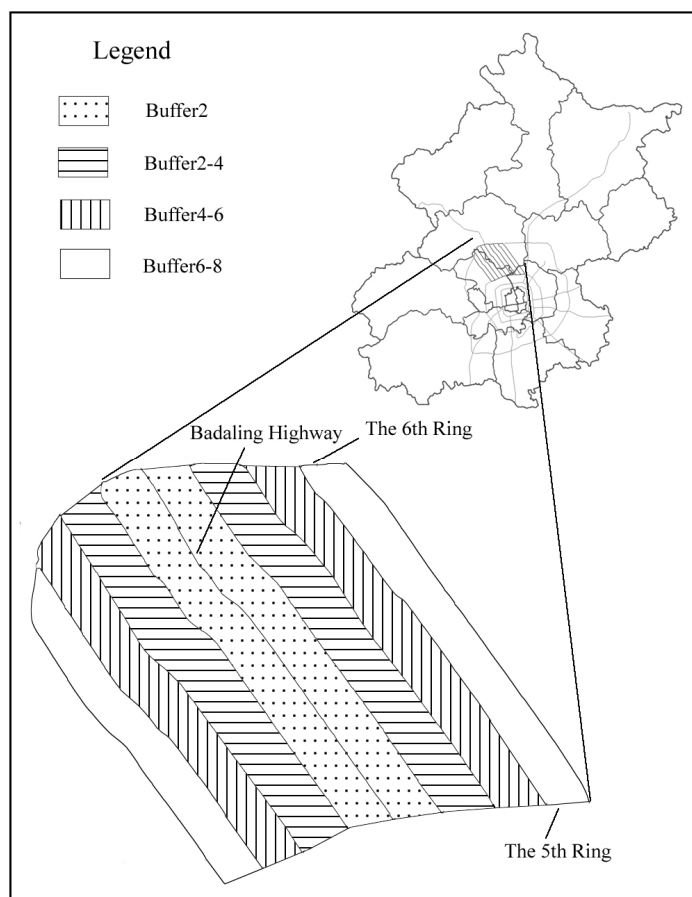 Legend
Buffer2
Buffer2-4
Buffer4-6
Buffer6-8
Badaling Highway
The 6th Ring
The 5th Ring